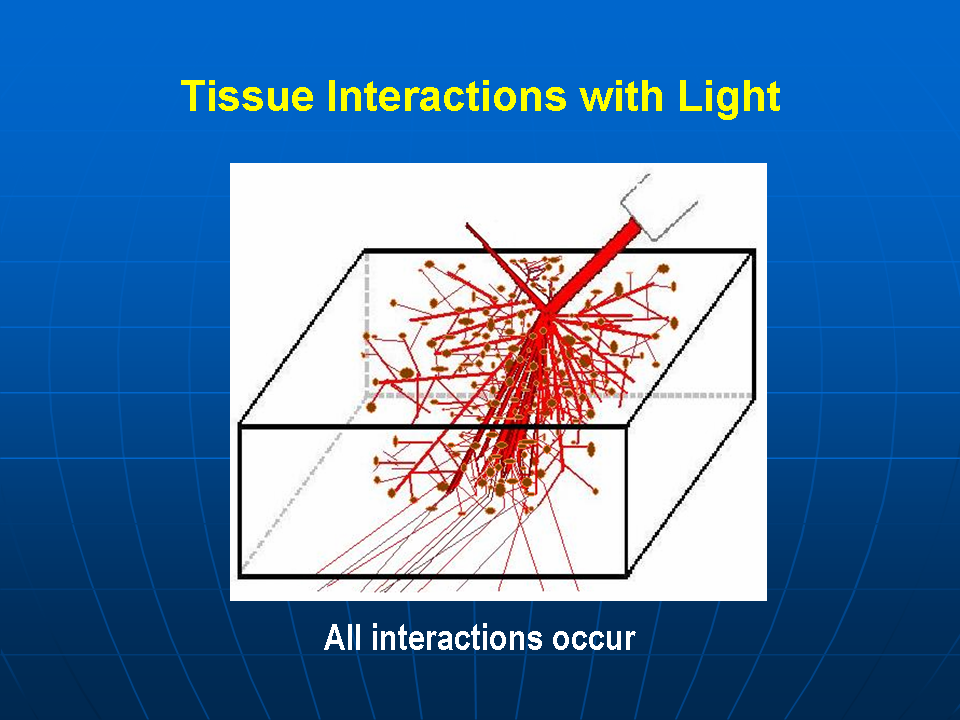 Tissue Interactions with Light
All interactions occur